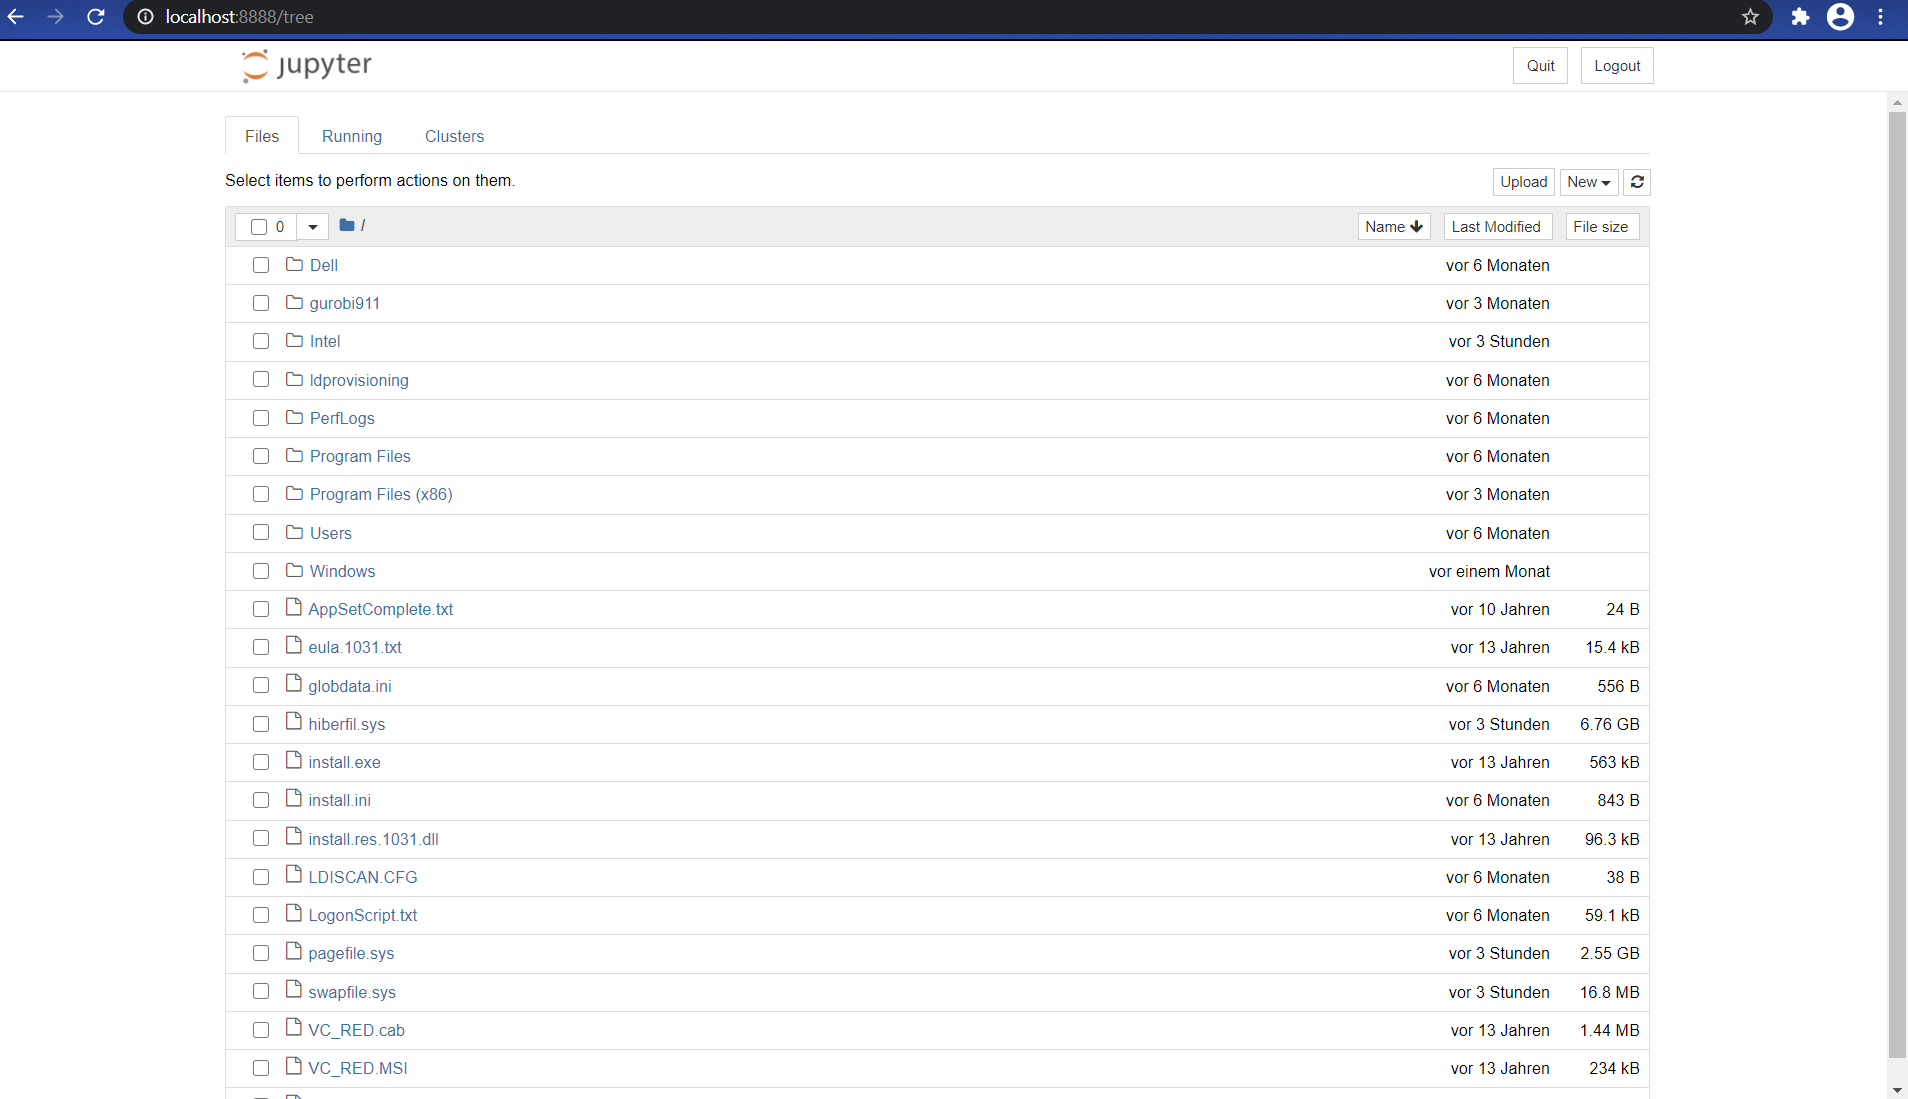 localhost:8888/tree
jupyter
Quit Logout
Files Running Clusters
Select items to perform actions on them.
Upload New
0 / Name Last Modified File size
Dell vor 6 Monaten
gurobi911 vor 3 Monaten
Intel vor 3 Stunden
ldprovisioning vor 6 Monaten
PerfLogs vor 6 Monaten
Program Files vor 6 Monaten
Program Files (x86) vor 3 Monaten
Users vor 6 Monaten
Windows vor einem Monat
AppSetComplete.txt vor 10 Jahren 24 B
eula.1031.txt vor 13 Jahren 15.4 kB
globdata.ini vor 6 Monaten 556 B
hiberfil.sys vor 3 Stunden 6.76 GB
install.exe vor 13 Jahren 563 kB
install.ini vor 6 Monaten 843 B
install.res.1031.dll vor 13 Jahren 96.3 kB
LDISCAN.CFG vor 6 Monaten 38 B
LogonScript.txt vor 6 Monaten 59.1 kB
pagefile.sys vor 3 Stunden 2.55 GB
swapfile.sys vor 3 Stunden 16.8 MB
VC_RED.cab vor 13 Jahren 1.44 MB
VC_RED.MSI vor 13 Jahren 234 kB